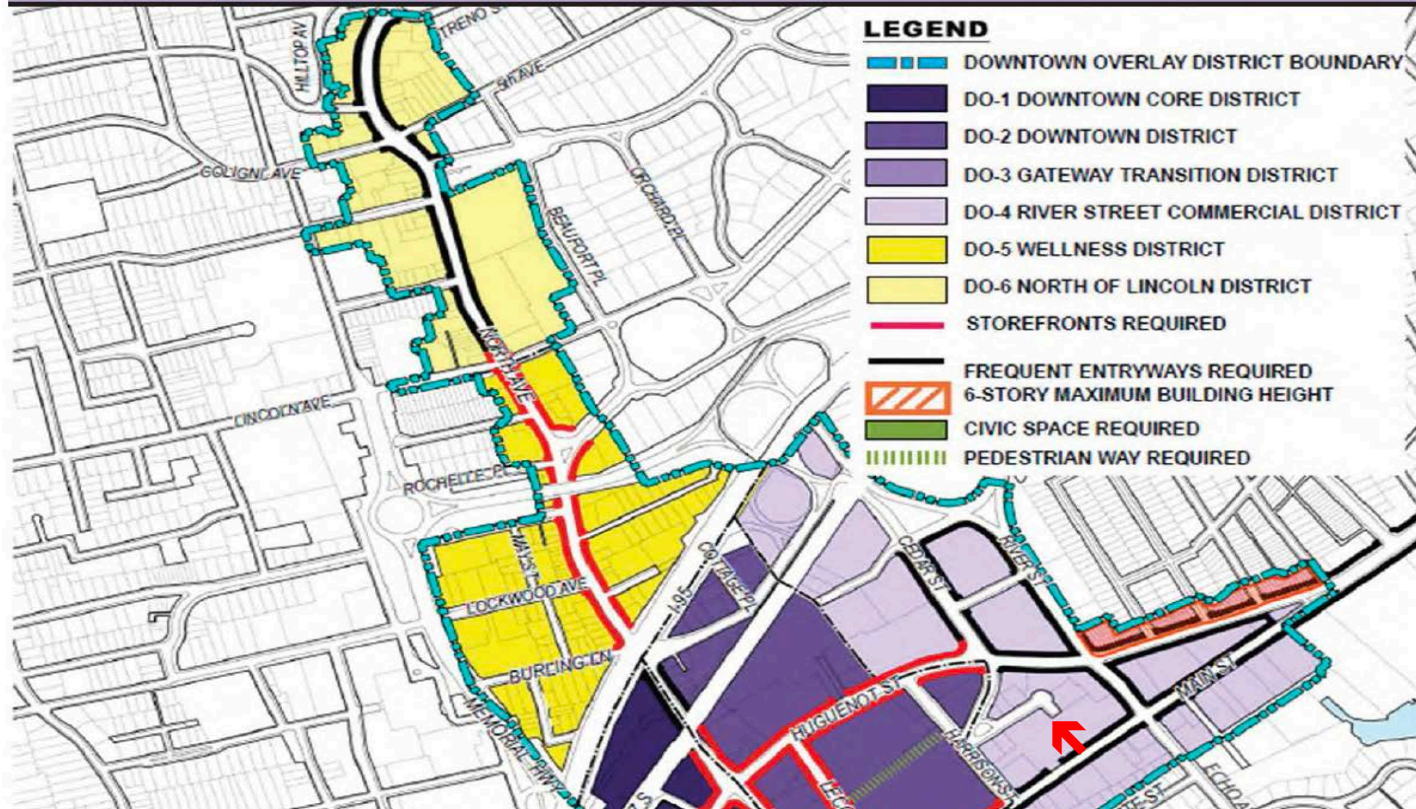 LEGEND
DOWNTOWN OVERLAY DISTRICT BOUNDARY
DO-1 DOWNTOWN CORE DISTRICT
DO-2 DOWNTOWN DISTRICT
DO-3 GATEWAY TRANSITION DISTRICT
DO-4 RIVER STREET COMMERCIAL DISTRICT
DO-5 WELLNESS DISTRICT
DO-6 NORTH OF LINCOLN DISTRICT
STOREFRONTS REQUIRED
FREQUENT ENTRYWAYS REQUIRED
6-STORY MAXIMUM BUILDING HEIGHT
CIVIC SPACE REQUIRED
PEDESTRIAN WAY REQUIRED
HILLTOP AV
TRENO S
5th AVE
COLIGNI AVE
ORCHARD PL
BEAUFORT PL
NORTH AVE
LINCOLN AVE
ROCHELLE PL
MAY ST
LOCKWOOD AVE
BURLING LN
I-95
COTTAGE PL
CEDAR ST
RIVER ST
MAIN ST
HUGUENOT ST
HARRISON ST
MEMORIAL HWY
LECO
ECHO
E ST